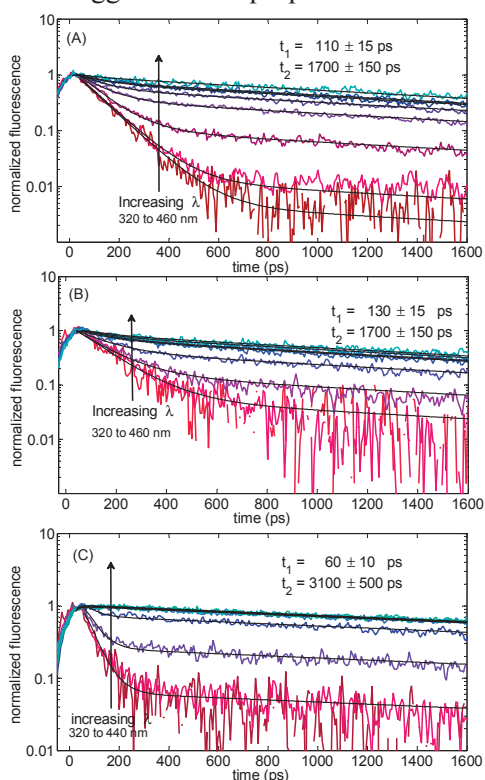 (A)
t1 = 110 ± 15 ps
t2 = 1700 ± 150 ps
10
1
0.1
0.01
normalized fluorescence
Increasing λ
320 to 460 nm
0 200 400 600 800 1000 1200 1400 1600
time (ps)
(B)
t1 = 130 ± 15 ps
t2 = 1700 ± 150 ps
10
1
0.1
0.01
normalized fluorescence
Increasing λ
320 to 460 nm
0 200 400 600 800 1000 1200 1400 1600
time (ps)
(C)
t1 = 60 ± 10 ps
t2 = 3100 ± 500 ps
10
1
0.1
0.01
normalized fluorescence
increasing λ
320 to 440 nm
0 200 400 600 800 1000 1200 1400 1600
time (ps)